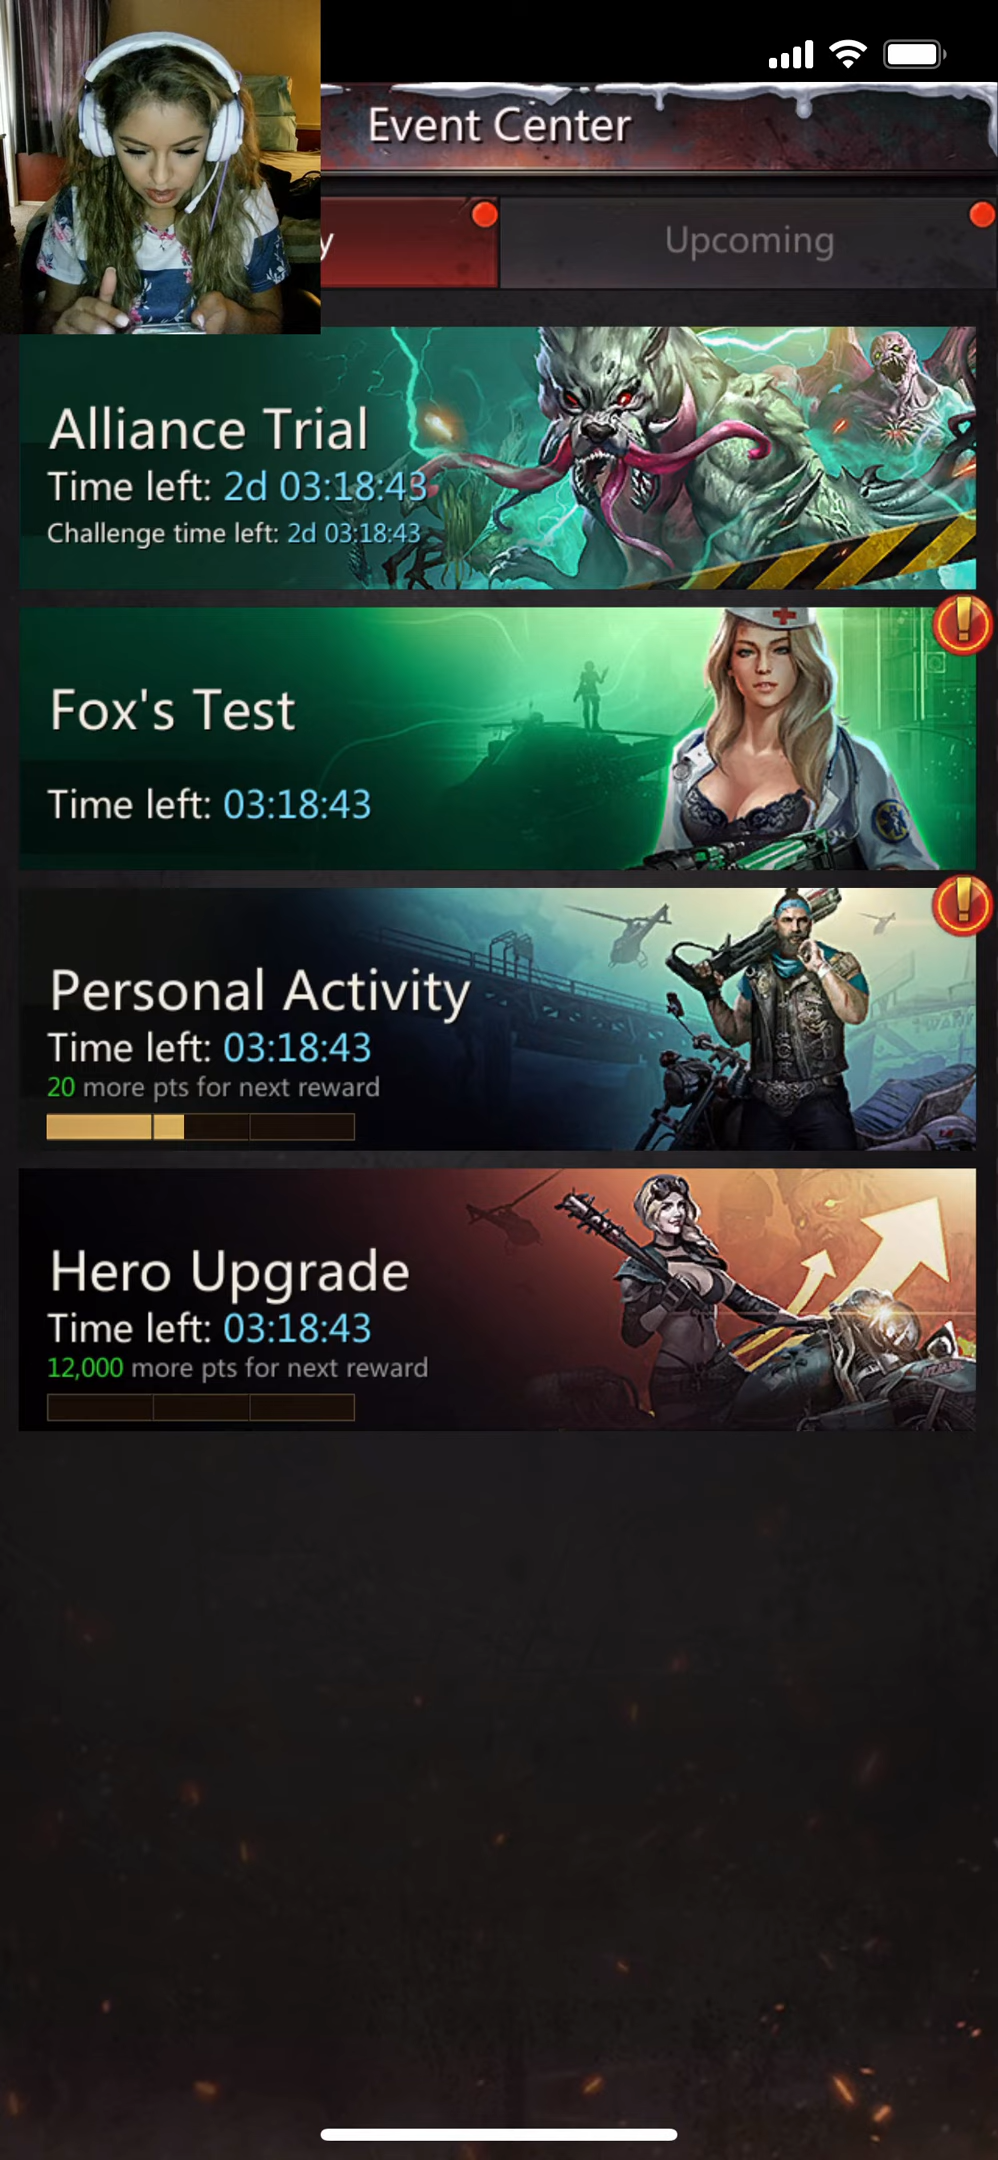 Event Center
y
Upcoming
Alliance Trial
Time left: 2d 03:18:43
Challenge time left: 2d 03:18:43
Fox's Test
Time left: 03:18:43
Personal Activity
Time left: 03:18:43
20 more pts for next reward
Hero Upgrade
Time left: 03:18:43
12,000 more pts for next reward